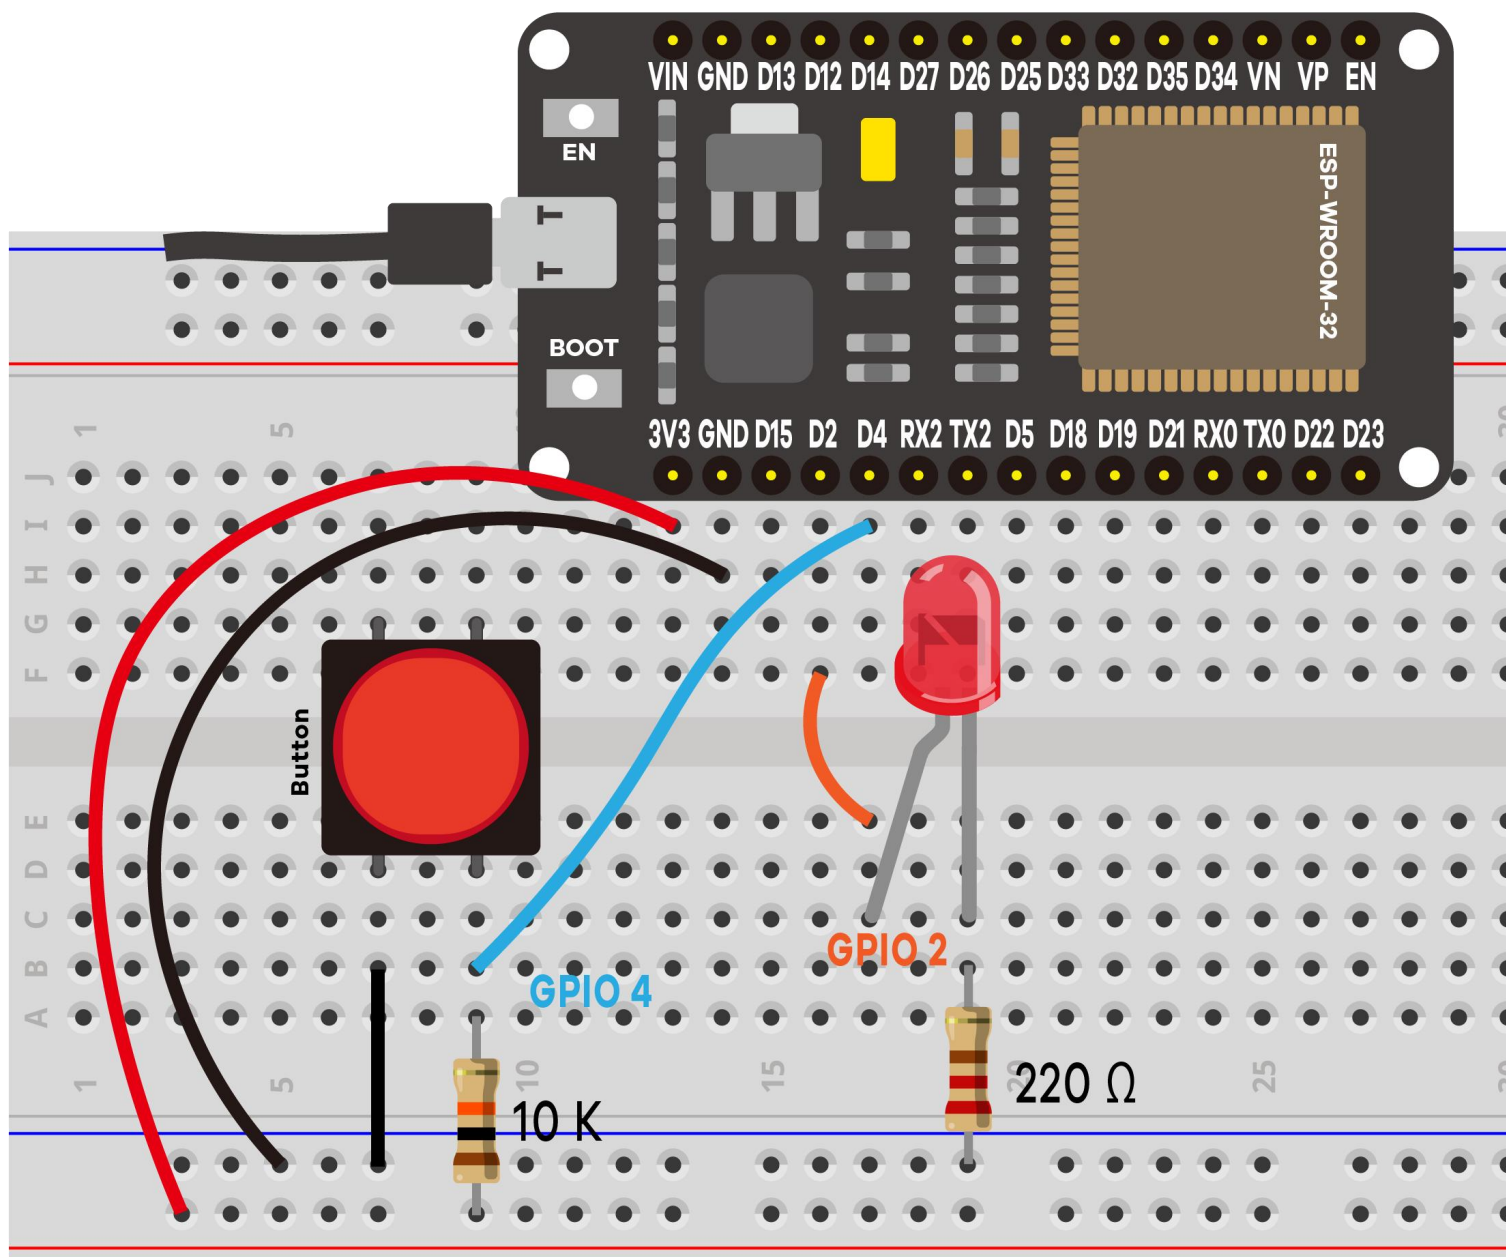 VIN GND D13 D12 D14 D27 D26 D25 D33 D32 D35 D34 VN VP EN
EN
ESP-WROOM-32
BOOT
3V3 GND D15 D2 D4 RX2 TX2 D5 D18 D19 D21 RX0 TX0 D22 D23
1 5
J
I
H
G
F
Button
E
D
C
B
A
GPIO 2
GPIO 4
1 5 10 15 20 25
10 K
220 Ω